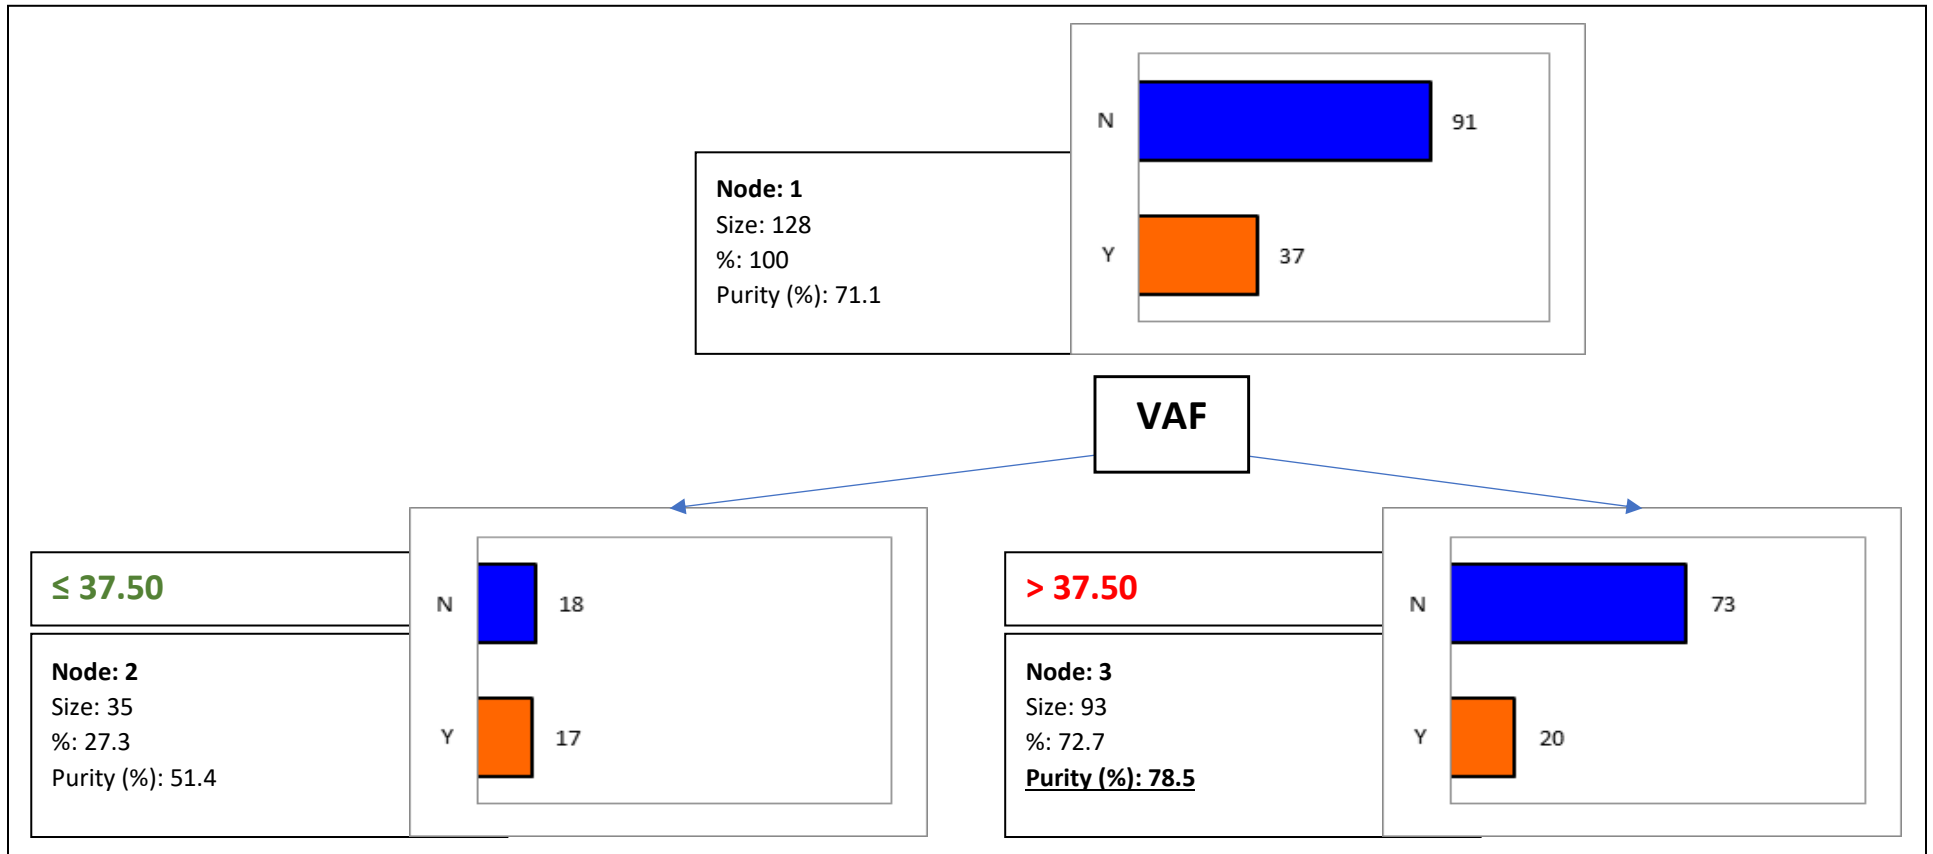 N 91
Y 37
Node: 1
Size: 128
%: 100
Purity (%): 71.1
VAF
≤ 37.50
Node: 2
Size: 35
%: 27.3
Purity (%): 51.4
N 18
Y 17
> 37.50
Node: 3
Size: 93
%: 72.7
Purity (%): 78.5
N 73
Y 20